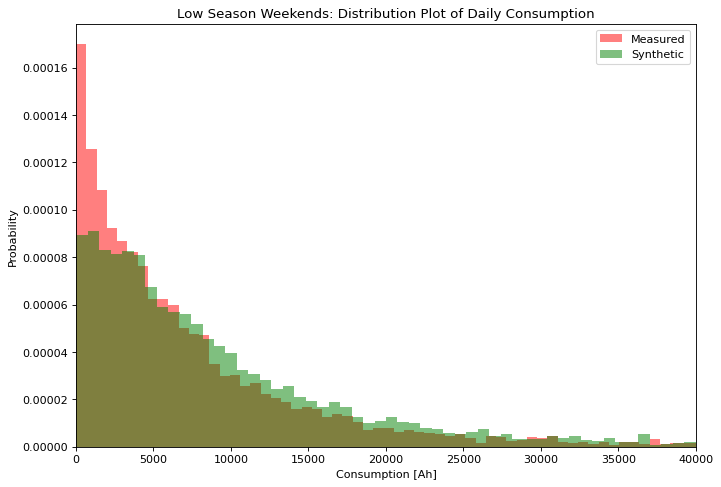 Low Season Weekends: Distribution Plot of Daily Consumption
Measured
Synthetic
0.00016
0.00014
0.00012
0.00010
0.00008
0.00006
0.00004
0.00002
0.00000
Probability
0 5000 10000 15000 20000 25000 30000 35000 40000
Consumption [Ah]